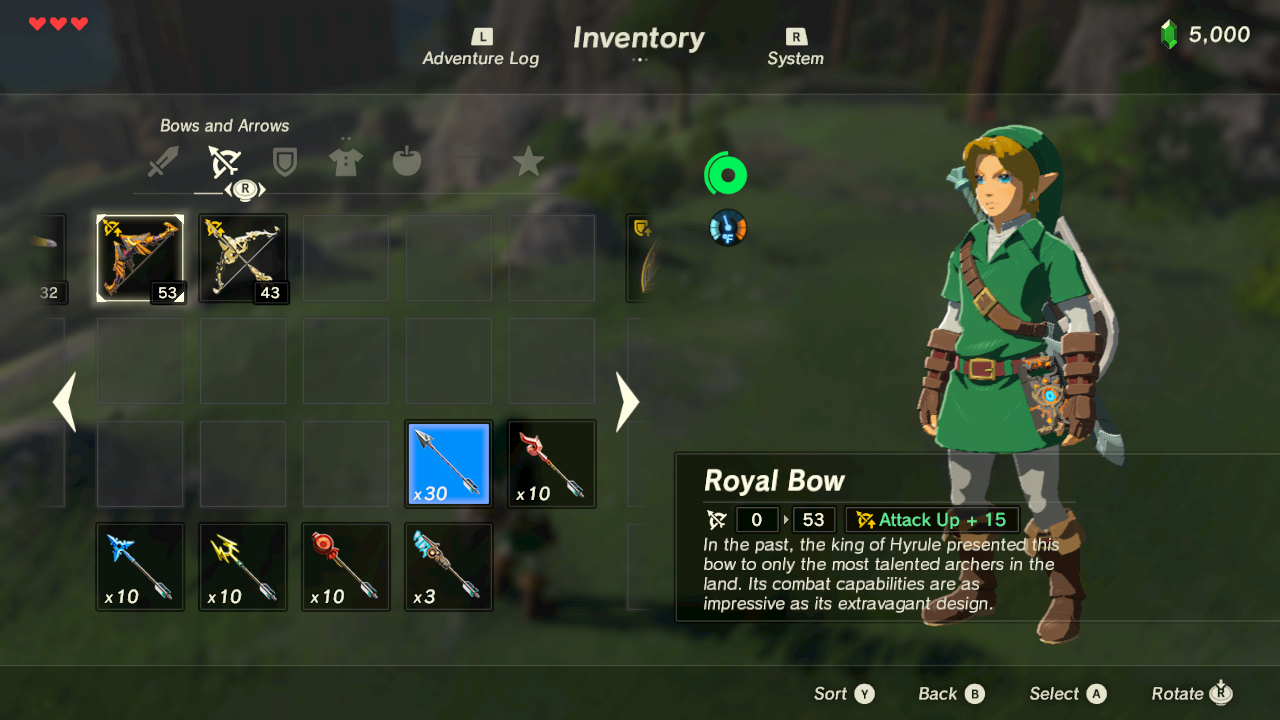 L
Inventory
R
5,000
Adventure Log
System
Bows and Arrows
R
°F
32
53
43
x30
x10
x10
x10
x10
x3
Royal Bow
0
53
Attack Up + 15
In the past, the king of Hyrule presented this
bow to only the most talented archers in the
land. Its combat capabilities are as
impressive as its extravagant design.
Sort Y
Back B
Select A
Rotate R